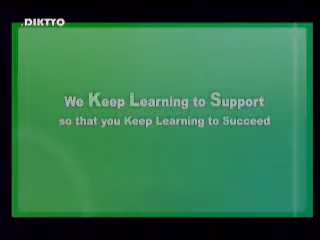 .DIKTYO
We Keep Learning to Support
so that you Keep Learning to Succeed